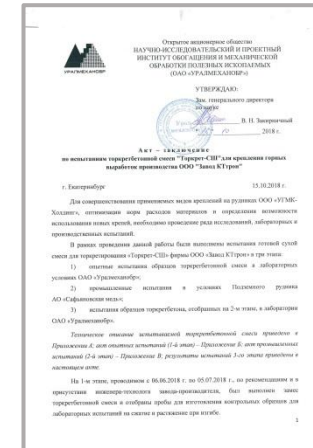 Открытое акционерное общество
НАУЧНО-ИССЛЕДОВАТЕЛЬСКИЙ И ПРОЕКТНЫЙ
ИНСТИТУТ ОБОГАЩЕНИЯ И МЕХАНИЧЕСКОЙ
ОБРАБОТКИ ПОЛЕЗНЫХ ИСКОПАЕМЫХ
(ОАО «УРАЛМЕХАНОБР»)
УРАЛМЕХАНОБР
УТВЕРЖДАЮ:
Зам. генерального директора
по науке
В. Н. Закирничный
2018 г.
Акт – заключение
по испытаниям торкретбетонной смеси "Торкрет-СШ" для крепления горных
выработок производства ООО "Завод КТтрон"
г. Екатеринбург 15.10.2018 г.
Для совершенствования применяемых видов креплений на рудниках ООО «УГМК-
Холдинг», оптимизации норм расходов материалов и определения возможности
использования новых крепей, необходимо проведение ряда исследований, лабораторных и
производственных испытаний.
В рамках проведения данной работы были выполнены испытания готовой сухой
смеси для торкретирования «Торкрет-СШ» фирмы ООО «Завод КТтрон» в три этапа.
1) опытные испытания образцов торкретбетонной смеси в лабораторных
условиях ОАО «Уралмеханобр»;
2) промышленные испытания в условиях Подземного рудника
АО «Сафьяновская медь»;
3) испытания образцов торкретбетона, отобранных на 2-м этапе, в лаборатории
ОАО «Уралмеханобр».
Техническое описание испытываемой торкретбетонной смеси приведено в
Приложении А; акт опытных испытаний (1-й этап) – Приложение Б; акт промышленных
испытаний (2-й этап) – Приложение В; результаты испытаний 3-го этапа приведены в
настоящем акте.
На 1-м этапе, проводимом с 06.06.2018 г. по 05.07.2018 г., по рекомендациям и в
присутствии инженера-технолога завода-производителя, был выполнен замес
торкретбетонной смеси и отобраны пробы для изготовления контрольных образцов для
лабораторных испытаний на сжатие и растяжение при изгибе.